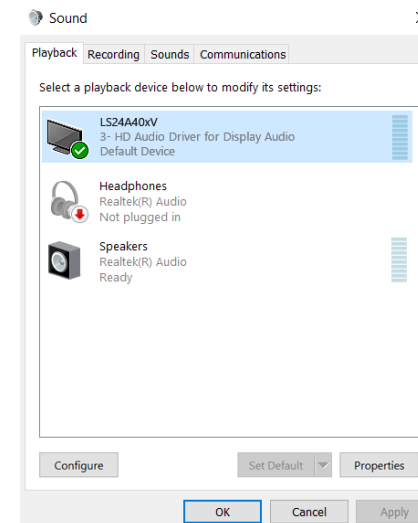 Sound
Playback Recording Sounds Communications
Select a playback device below to modify its settings:
LS24A40xV
3- HD Audio Driver for Display Audio
Default Device
Headphones
Realtek(R) Audio
Not plugged in
Speakers
Realtek(R) Audio
Ready
Configure Set Default Properties
OK Cancel Apply